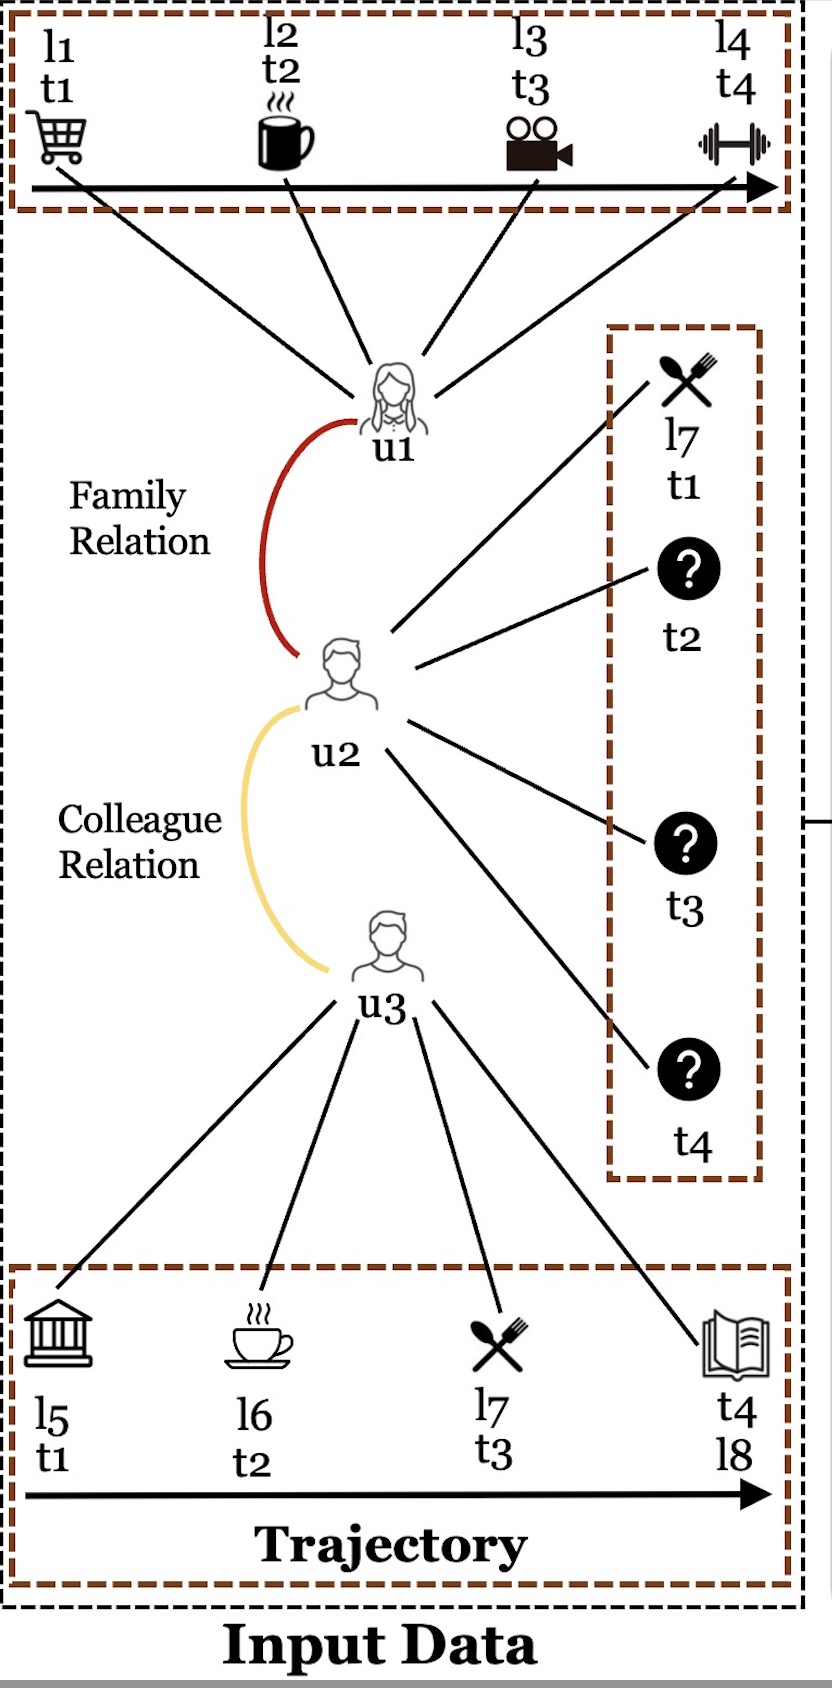 l1
t1
l2
t2
l3
t3
l4
t4
u1
l7
t1
?
t2
Family
Relation
u2
?
t3
Colleague
Relation
u3
?
t4
l5
t1
l6
t2
l7
t3
t4
l8
Trajectory
Input Data